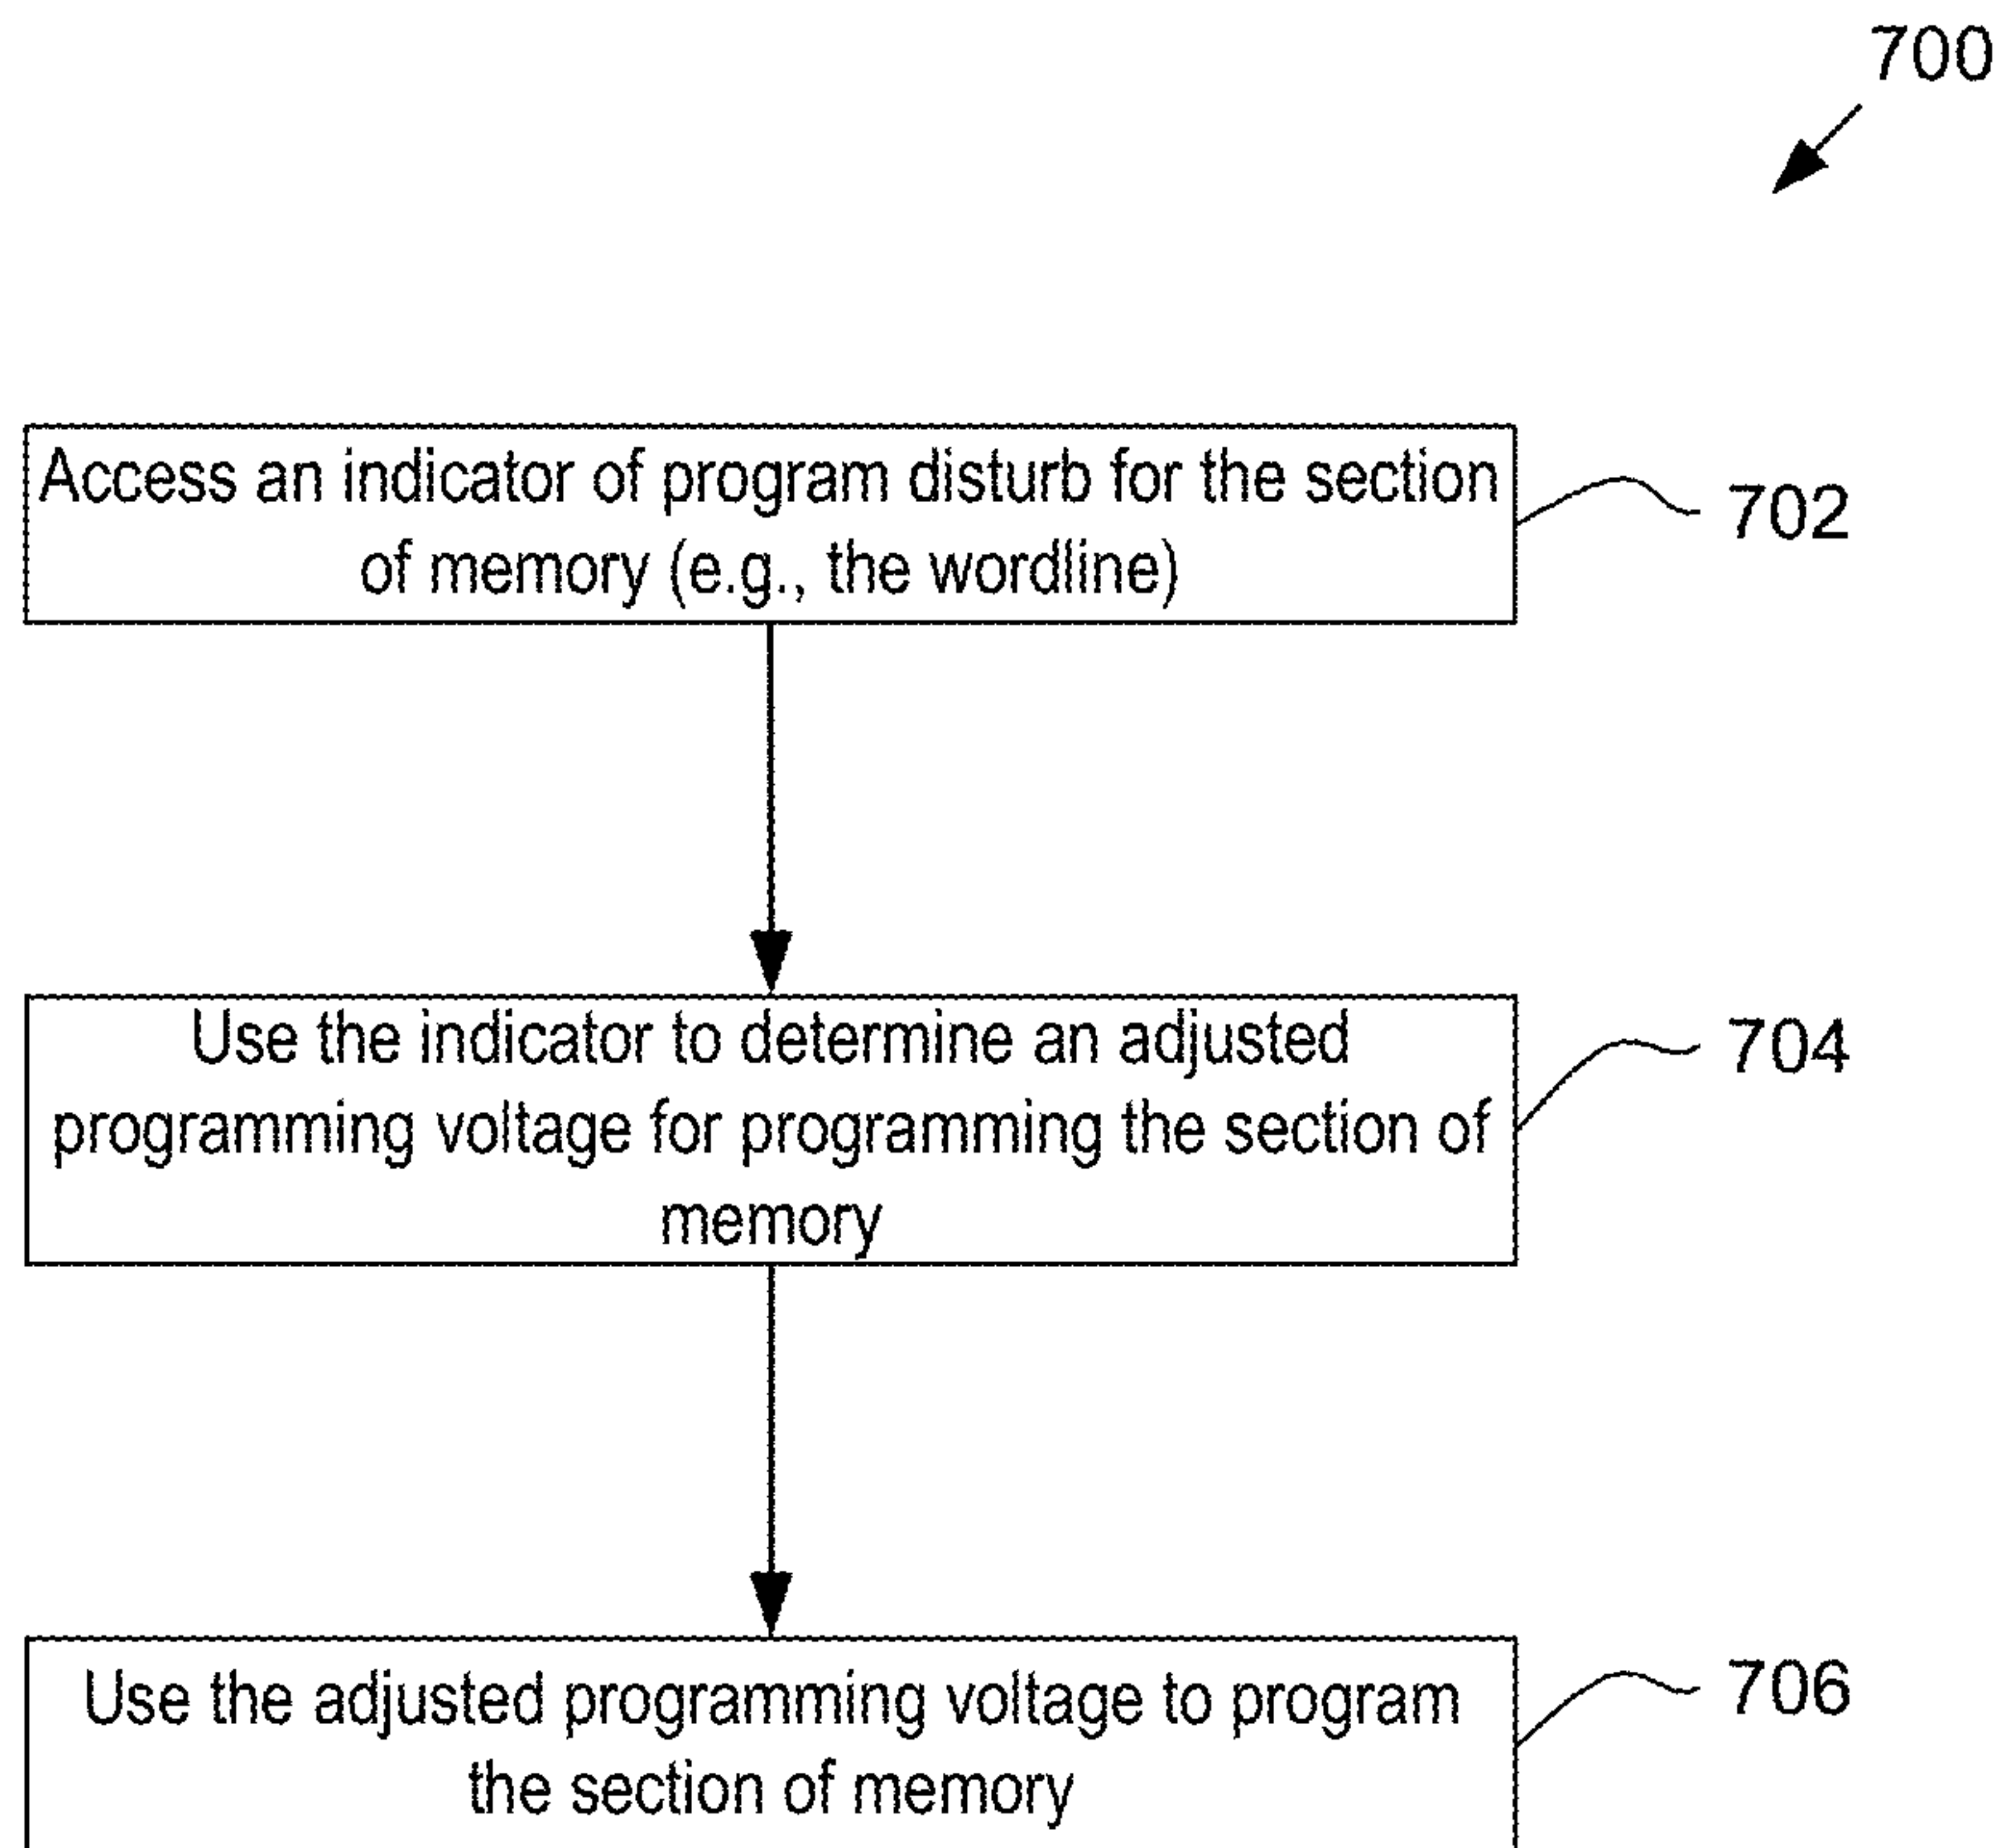 700
Access an indicator of program disturb for the section
of memory (e.g., the wordline)
702
Use the indicator to determine an adjusted
programming voltage for programming the section of
memory
704
Use the adjusted programming voltage to program
the section of memory
706